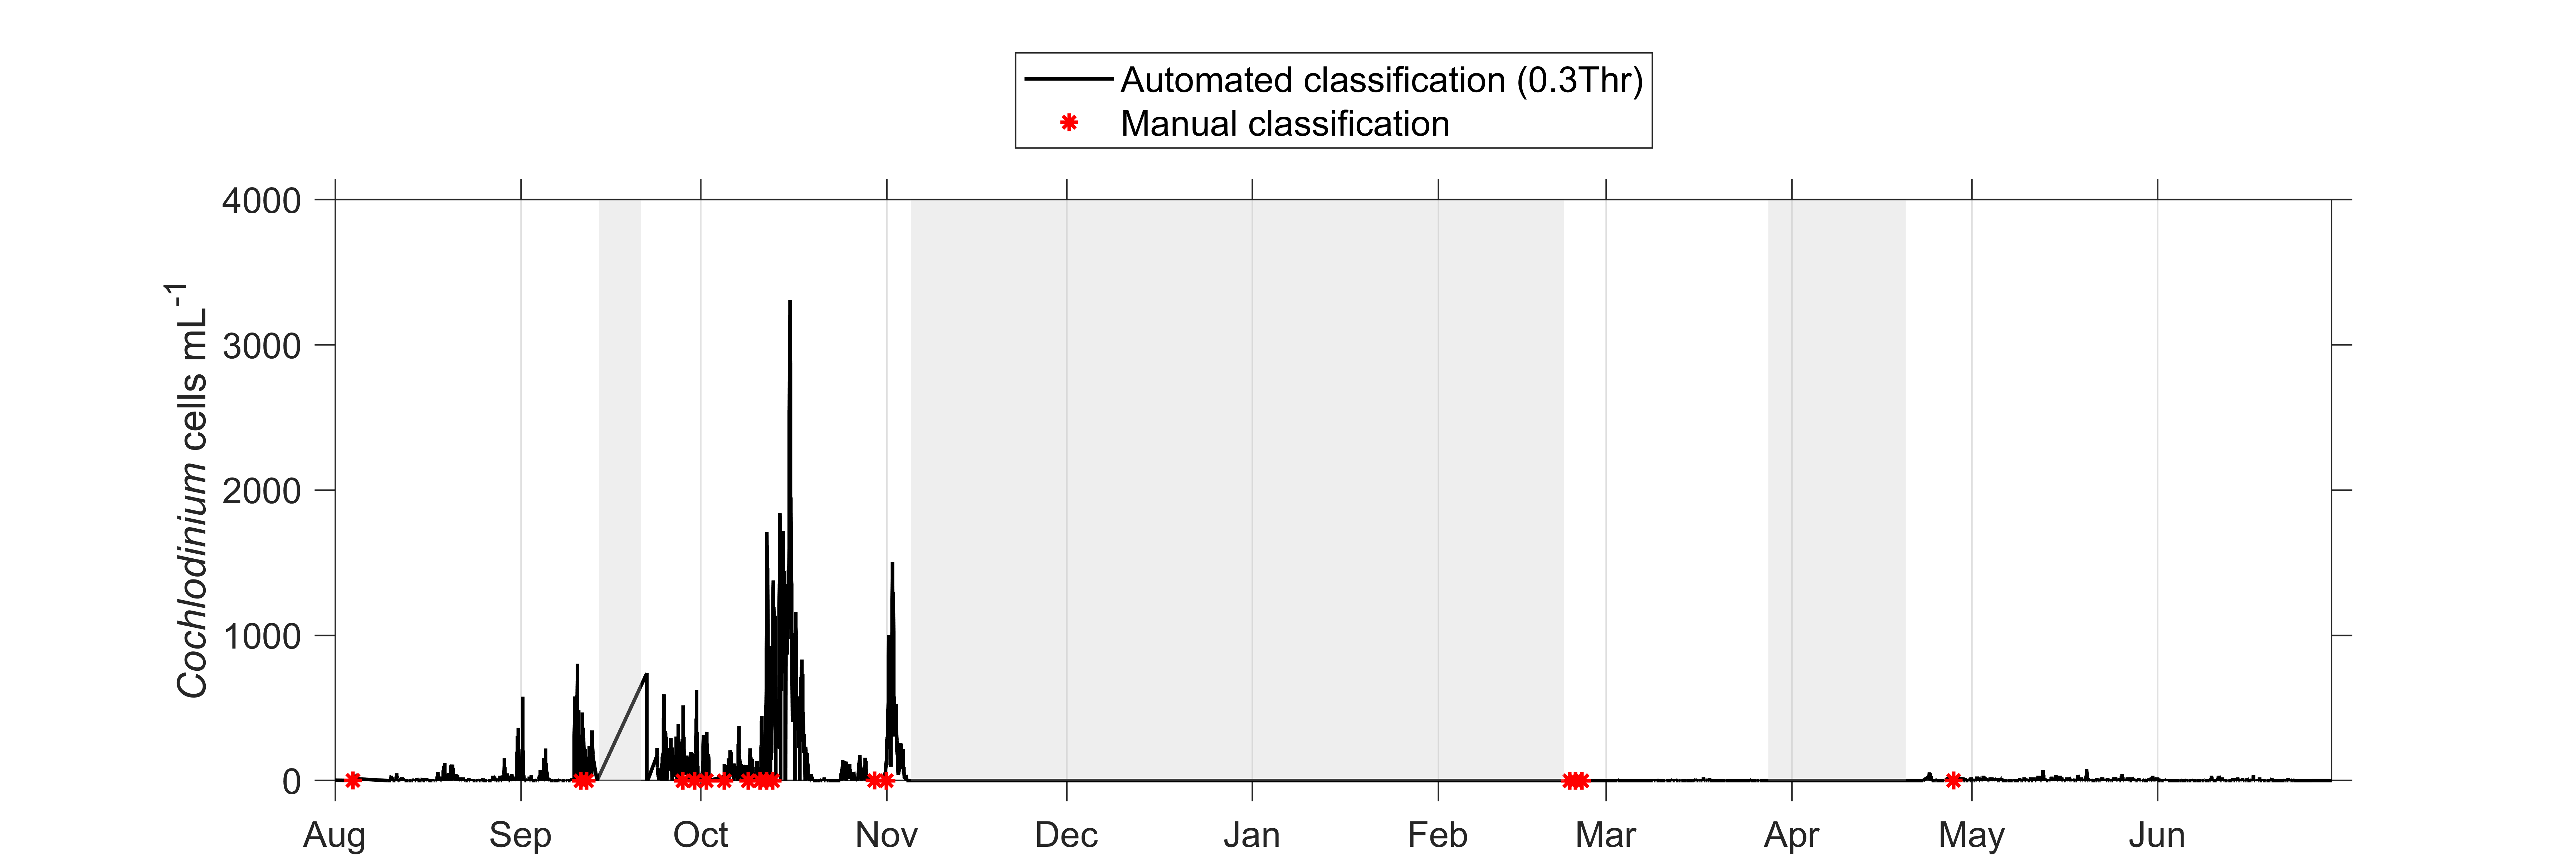 Automated classification (0.3Thr)
Manual classification
Cochlodinium cells mL⁻¹
4000
3000
2000
1000
0
Aug Sep Oct Nov Dec Jan Feb Mar Apr May Jun